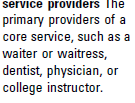 service providers The
primary providers of a
core service, such as a
waiter or waitress,
dentist, physician, or
college instructor.